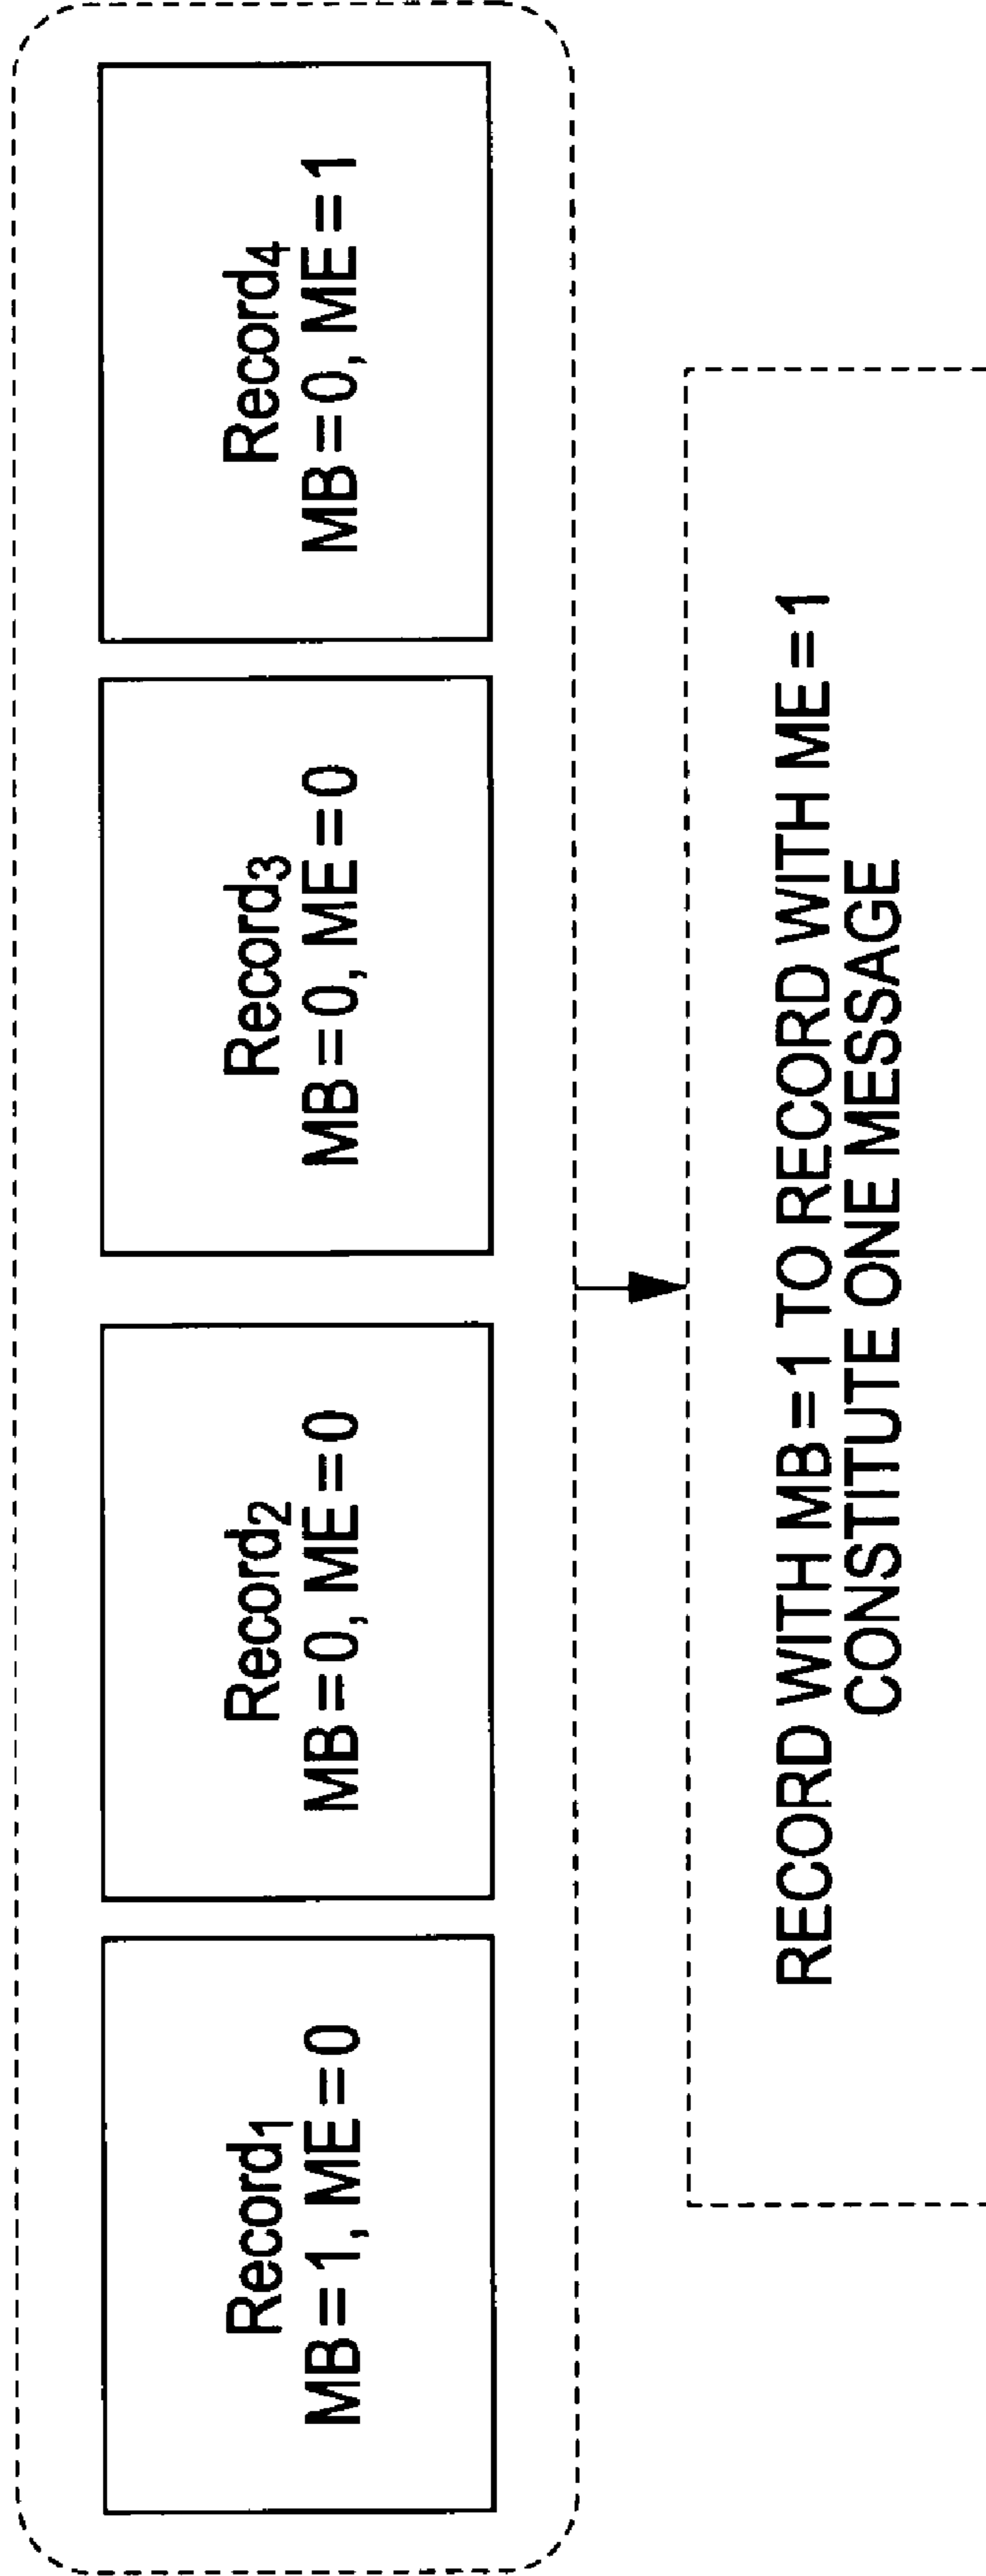 Record1
MB=1, ME=0
Record2
MB=0, ME=0
Record3
MB=0, ME=0
Record4
MB=0, ME=1
RECORD WITH MB=1 TO RECORD WITH ME=1
CONSTITUTE ONE MESSAGE